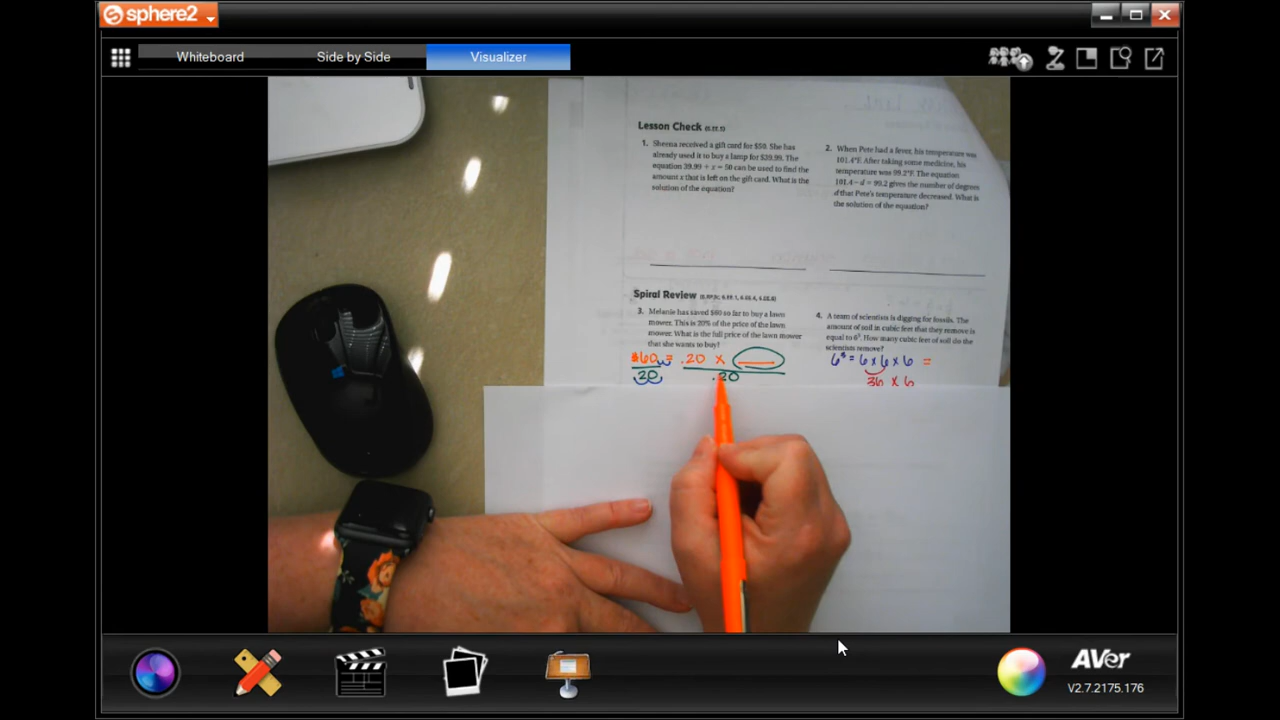 sphere2
Whiteboard
Side by Side
Visualizer
Lesson Check (6.EE.7)
1. Sheena received a gift card for $50. She has
already used it to buy a lamp for $39.99. The
equation 39.99 + x = 50 can be used to find the
amount x that is left on the gift card. What is the
solution of the equation?
2. When Pete had a fever, his temperature was
101.4°F. After taking some medicine, his
temperature was 99.2°F. The equation
101.4 − d = 99.2 gives the number of degrees
d that Pete's temperature decreased. What is
the solution of the equation?
Spiral Review
3. Melanie has saved $60 so far to buy a lawn
mower. This is 20% of the price of the lawn
mower. What is the full price of the lawn mower
that she wants to buy?
$60 = .20 x
.20 .20
4. A team of scientists is digging for fossils. The
amount of soil in cubic feet that they remove is
equal to 6³. How many cubic feet of soil do the
scientists remove?
6³ = 6 x 6 x 6 =
36 x 6
AVer
V2.7.2175.176